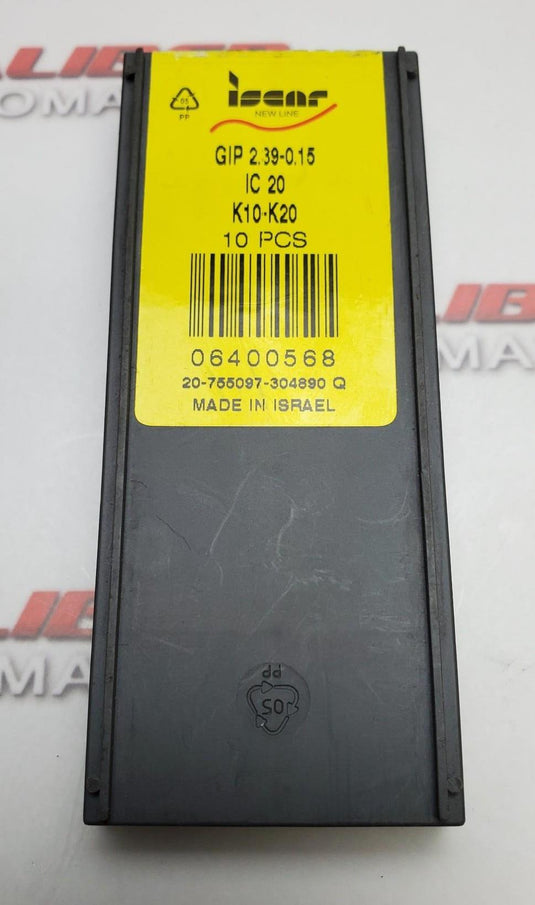 05
PP
iscar
NEW LINE
GIP 2.39-0.15
IC 20
K10-K20
10 PCS
06400568
20-755097-304890 Q
MADE IN ISRAEL
PP
05